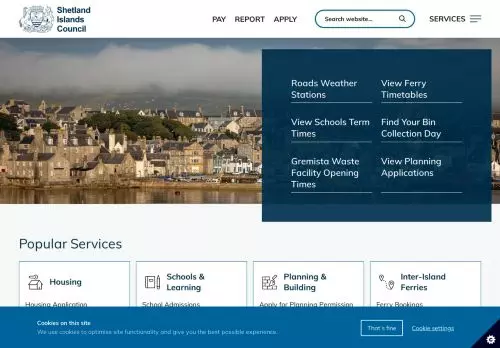 Shetland
Islands
Council
PAY REPORT APPLY
Search website...
SERVICES
Roads Weather
Stations
View Ferry
Timetables
View Schools Term
Times
Find Your Bin
Collection Day
Gremista Waste
Facility Opening
Times
View Planning
Applications
Popular Services
Housing
Schools &
Learning
Planning &
Building
Inter-Island
Ferries
Housing Application
School Admissions
Apply for Planning Permission
Ferry Bookings
Cookies on this site
We use cookies to optimise site functionality and give you the best possible experience.
That's fine
Cookie settings